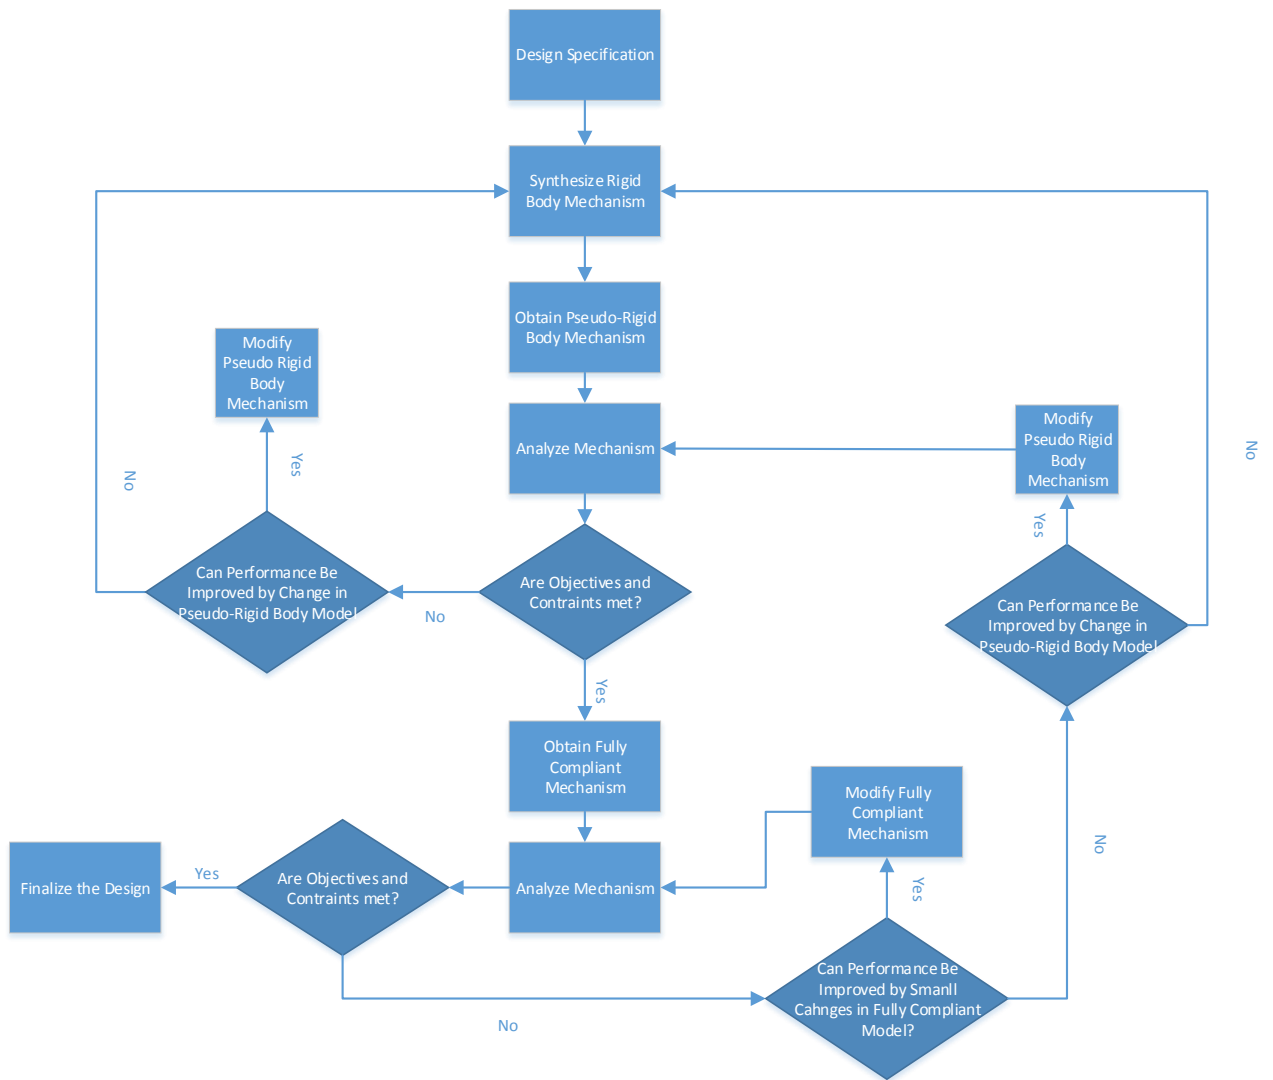 Design Specification
Synthesize Rigid
Body Mechanism
Obtain Pseudo-Rigid
Body Mechanism
Modify
Pseudo Rigid
Body
Mechanism
Analyze Mechanism
Modify
Pseudo Rigid
Body
Mechanism
No
Yes
No
Yes
Can Performance Be
Improved by Change in
Pseudo-Rigid Body Model
No
Are Objectives and
Contraints met?
Can Performance Be
Improved by Change in
Pseudo-Rigid Body Model
Yes
Obtain Fully
Compliant
Mechanism
Modify Fully
Compliant
Mechanism
No
Finalize the Design
Yes
Are Objectives and
Contraints met?
Analyze Mechanism
Yes
Can Performance Be
Improved by Smanll
Cahnges in Fully Compliant
Model?
No